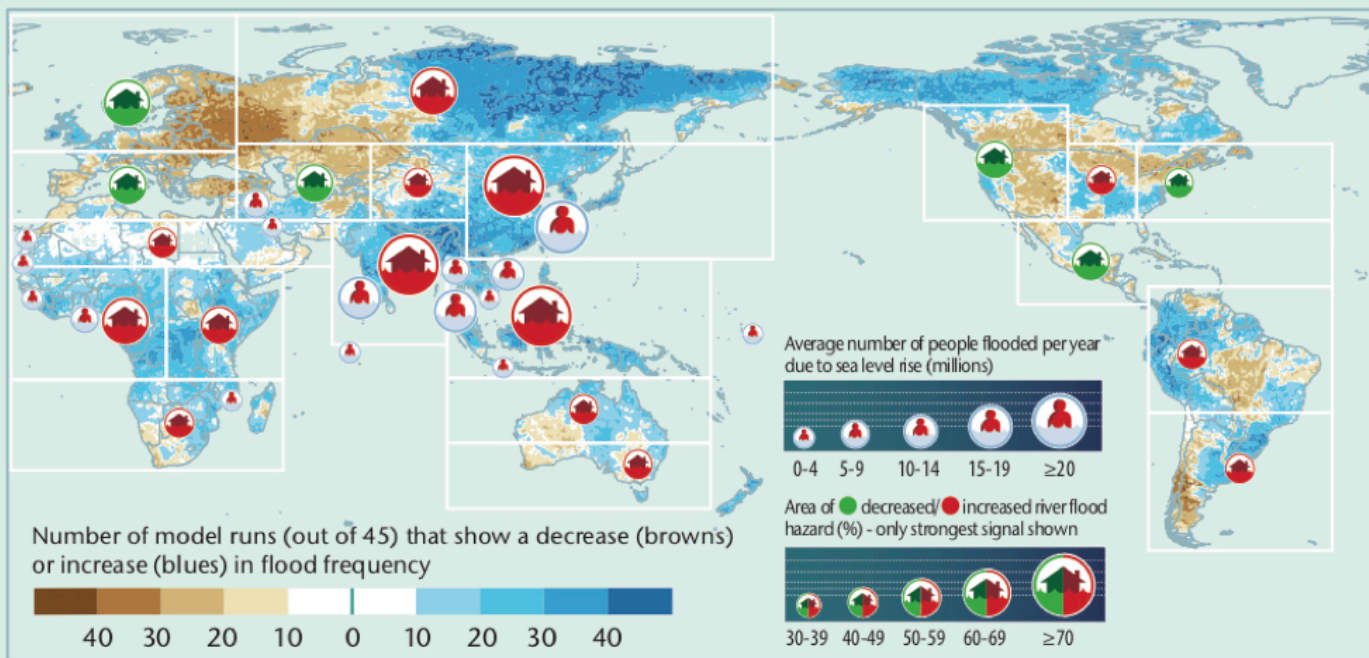 Average number of people flooded per year
due to sea level rise (millions)
0-4 5-9 10-14 15-19 ≥20
Area of decreased/ increased river flood
hazard (%) - only strongest signal shown
30-39 40-49 50-59 60-69 ≥70
Number of model runs (out of 45) that show a decrease (browns)
or increase (blues) in flood frequency
40 30 20 10 0 10 20 30 40